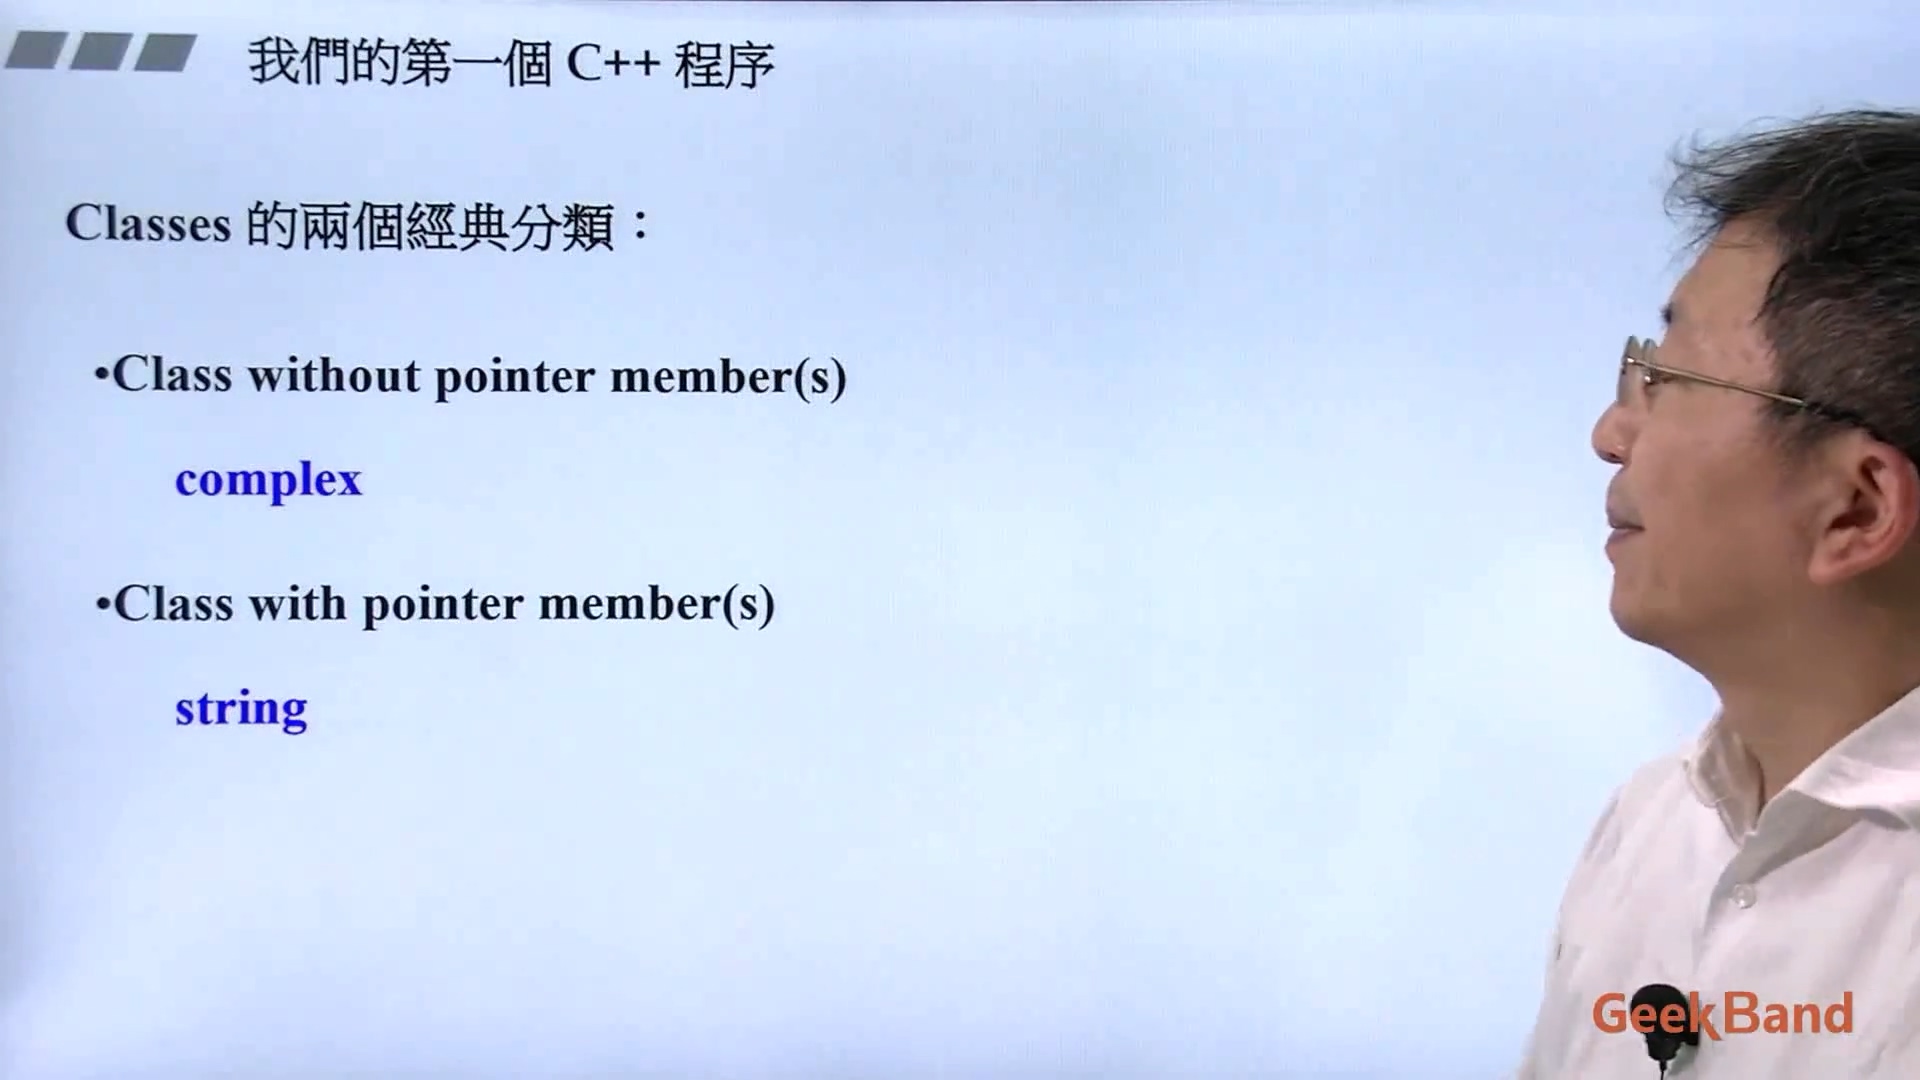 我們的第一個 C++ 程序
Classes 的兩個經典分類：
•Class without pointer member(s)
complex
•Class with pointer member(s)
string
GeekBand